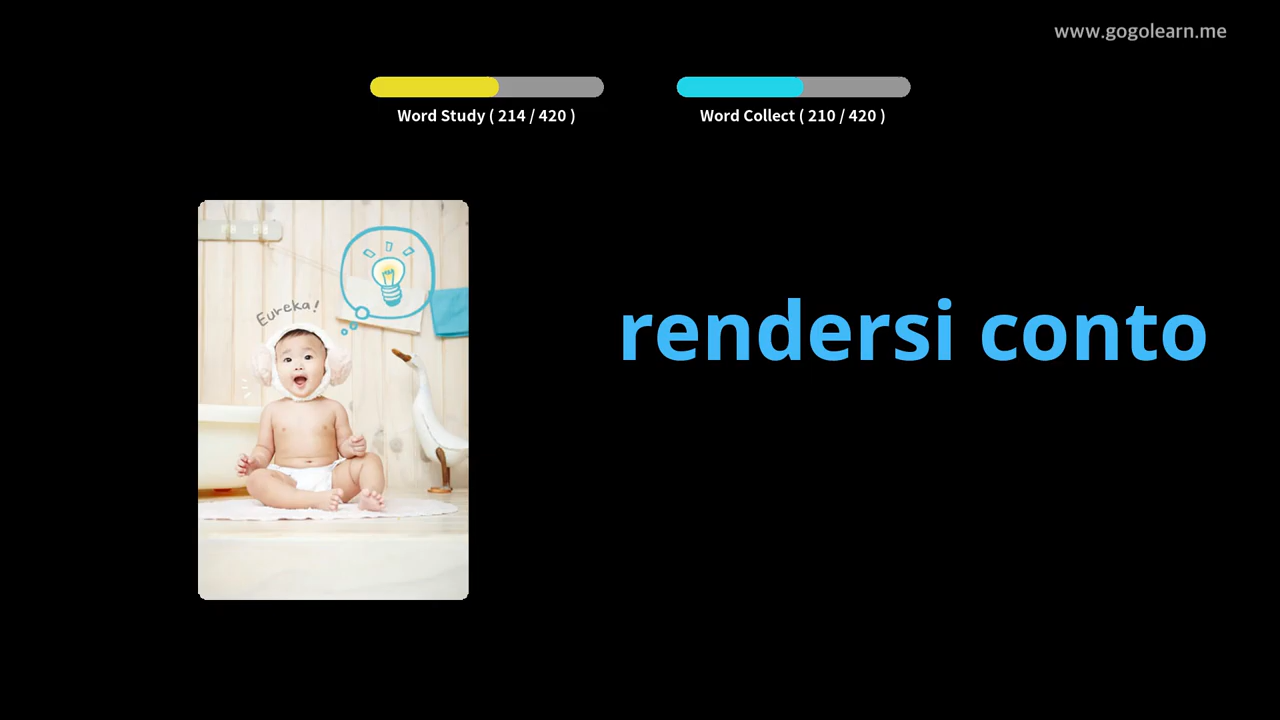 www.gogolearn.me
Word Study ( 214 / 420 )
Word Collect ( 210 / 420 )
Eureka!
rendersi conto